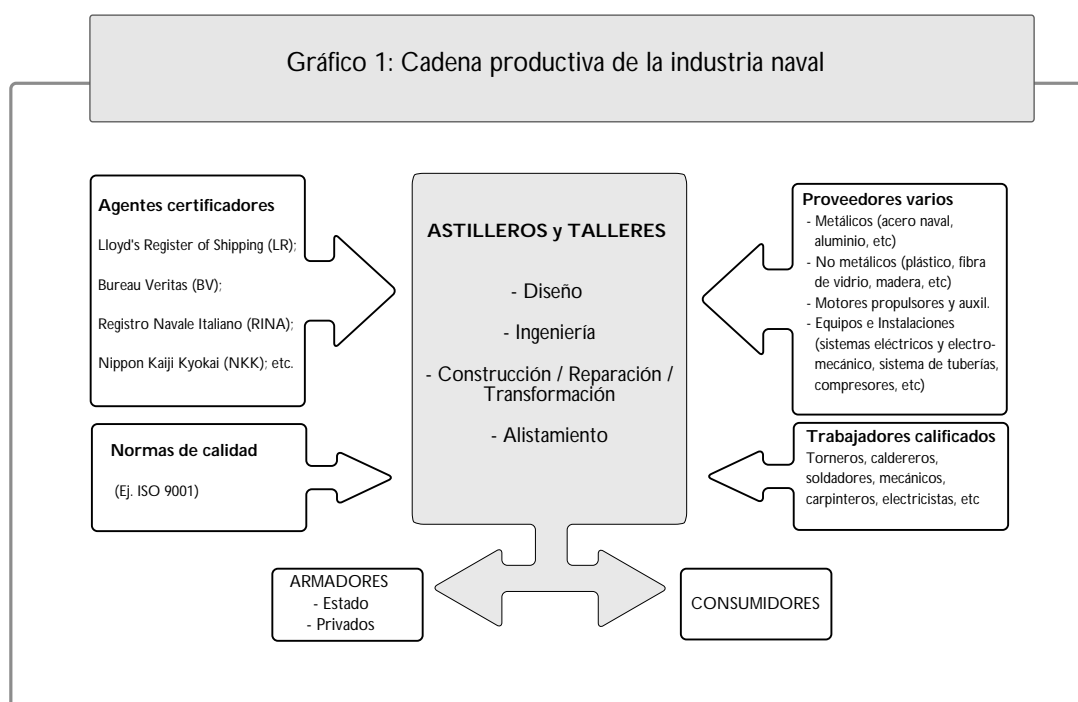 Gráfico 1: Cadena productiva de la industria naval
Agentes certificadores
Lloyd's Register of Shipping (LR);
Bureau Veritas (BV);
Registro Navale Italiano (RINA);
Nippon Kaiji Kyokai (NKK); etc.
Normas de calidad
(Ej. ISO 9001)
ASTILLEROS y TALLERES
- Diseño
- Ingeniería
- Construcción / Reparación /
Transformación
- Alistamiento
Proveedores varios
- Metálicos (acero naval,
aluminio, etc)
- No metálicos (plástico, fibra
de vidrio, madera, etc)
- Motores propulsores y auxil.
- Equipos e Instalaciones
(sistemas eléctricos y electro-
mecánico, sistema de tuberías,
compresores, etc)
Trabajadores calificados
Torneros, caldereros,
soldadores, mecánicos,
carpinteros, electricistas, etc
ARMADORES
- Estado
- Privados
CONSUMIDORES